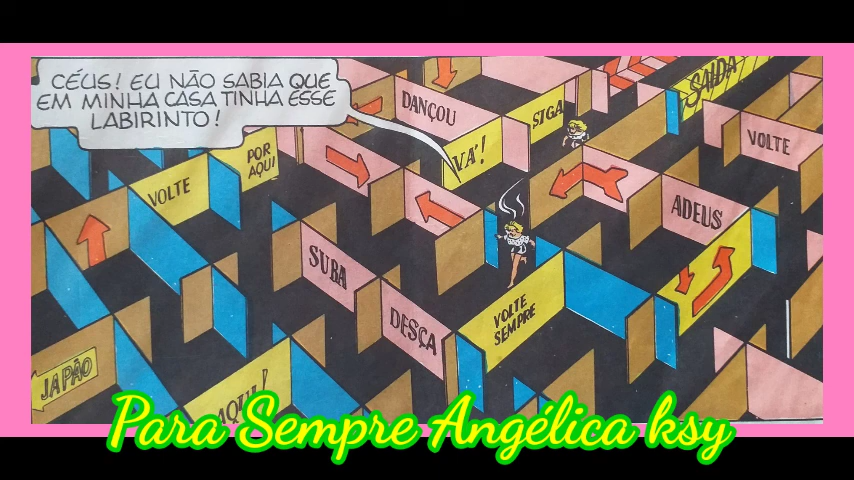 CÉUS! EU NÃO SABIA QUE
EM MINHA CASA TINHA ESSE
LABIRINTO!
DANÇOU
SIGA
SAIDA
VOLTE
VÁ!
POR
AQUI
VOLTE
ADEUS
SUBA
DESÇA
VOLTE
SEMPRE
JAPÃO
AQUI!
Para Sempre Angélica ksy